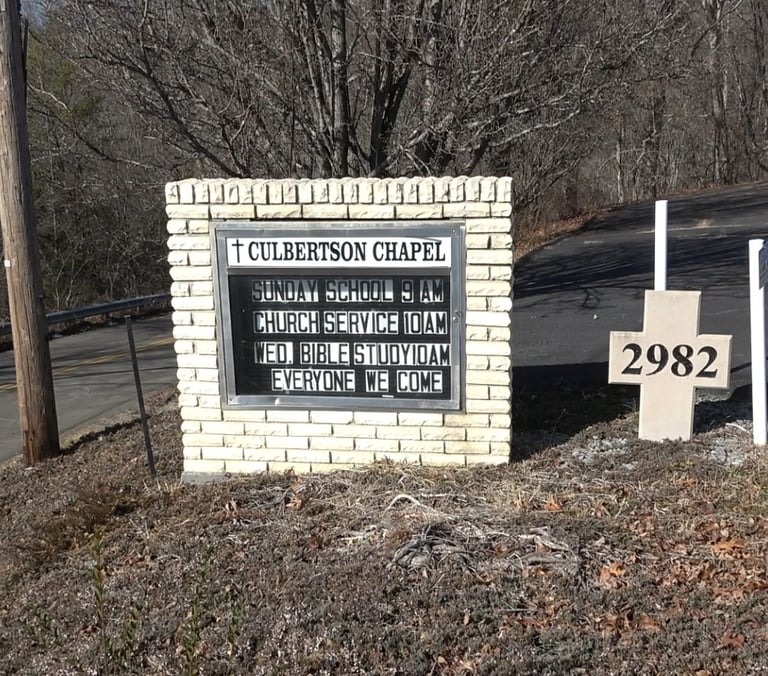 CULBERTSON CHAPEL
SUNDAY SCHOOL 9 AM
CHURCH SERVICE 10AM
WED. BIBLE STUDY10AM
EVERYONE WE COME
2982